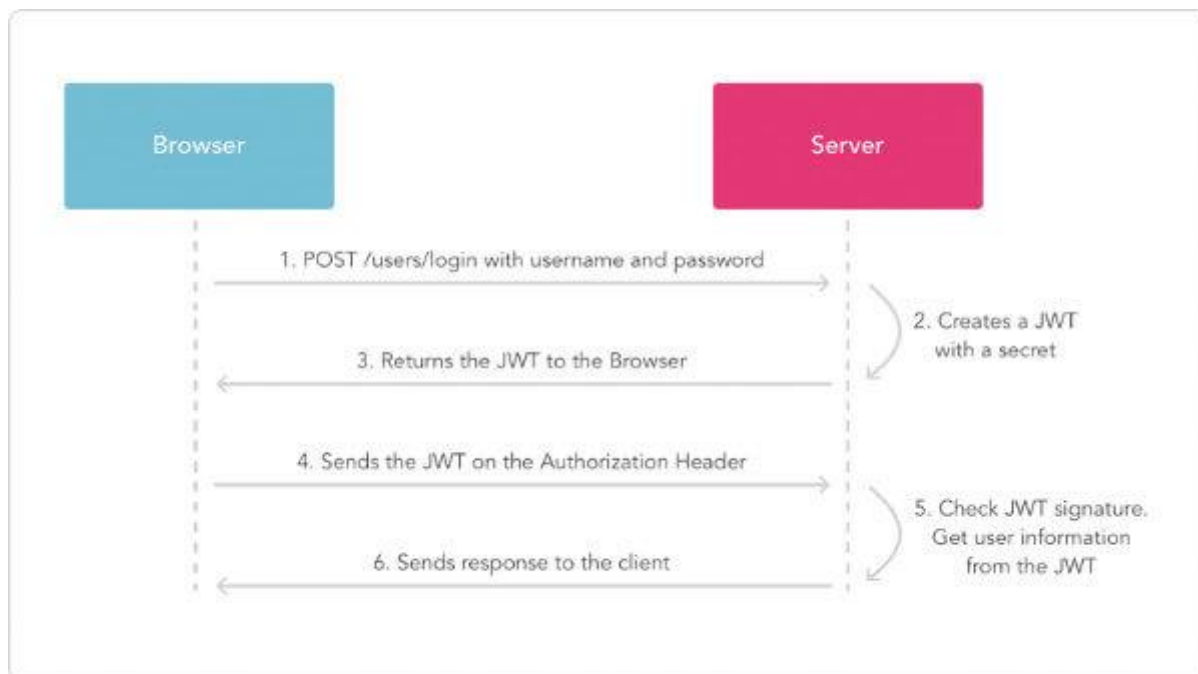 Browser
Server
1. POST /users/login with username and password
2. Creates a JWT
with a secret
3. Returns the JWT to the Browser
4. Sends the JWT on the Authorization Header
5. Check JWT signature.
Get user information
from the JWT
6. Sends response to the client